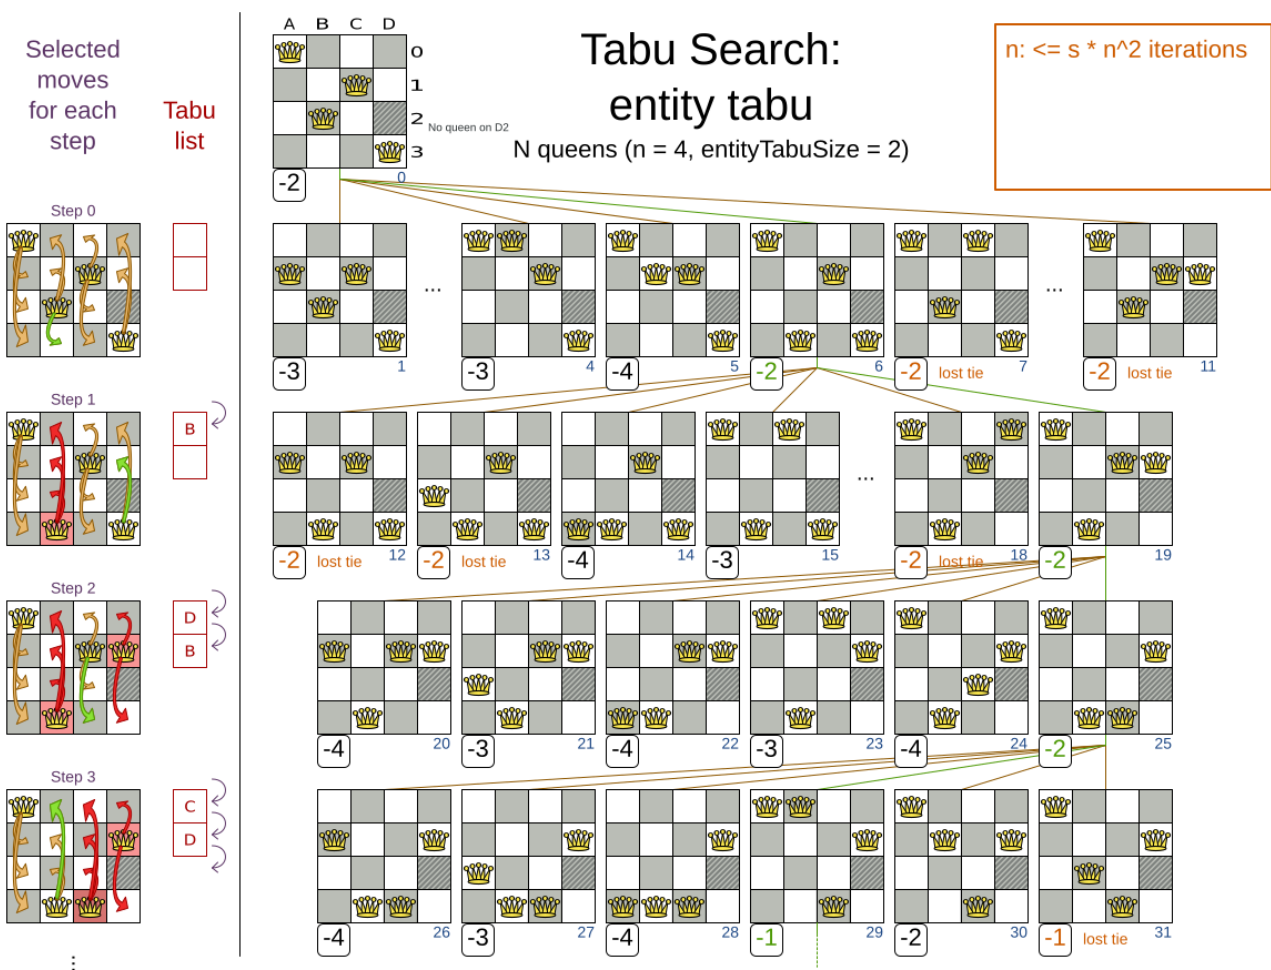 Selected
moves
for each
step
Tabu
list
A B C D
0
1
2
3
No queen on D2
-2
0
Tabu Search:
entity tabu
N queens (n = 4, entityTabuSize = 2)
n: <= s * n^2 iterations
Step 0
...
...
-3 1
-3 4
-4 5
-2 6
-2 lost tie 7
-2 lost tie 11
Step 1
B
...
-2 lost tie 12
-2 lost tie 13
-4 14
-3 15
-2 lost tie 18
-2 19
Step 2
D
B
-4 20
-3 21
-4 22
-3 23
-4 24
-2 25
Step 3
C
D
-4 26
-3 27
-4 28
-1 29
-2 30
-1 lost tie 31
...